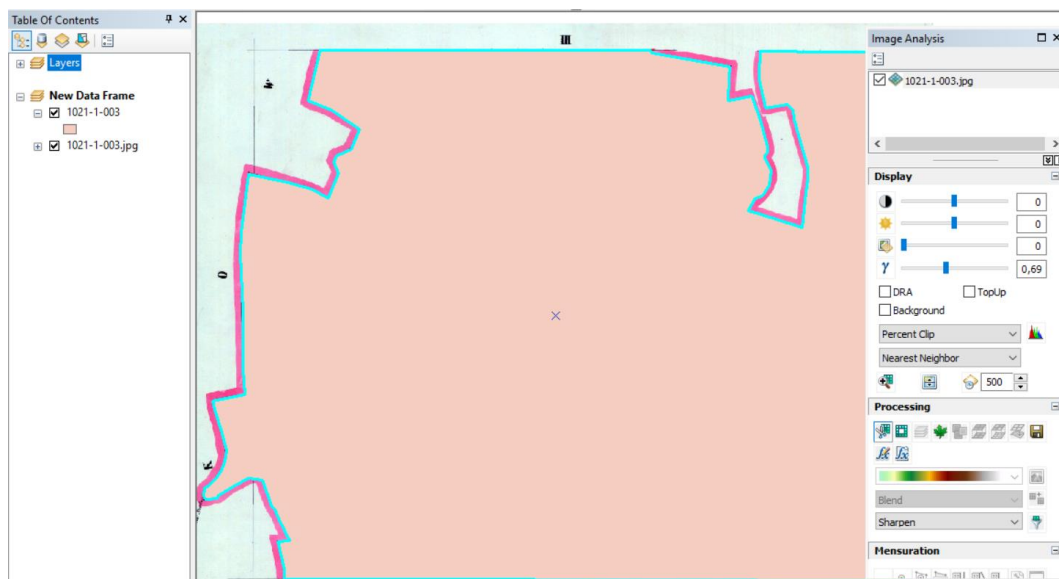 Table Of Contents
Layers
New Data Frame
1021-1-003
1021-1-003.jpg
III
Image Analysis
1021-1-003.jpg
Display
0
0
0
γ
0,69
DRA
TopUp
Background
Percent Clip
Nearest Neighbor
500
Processing
Blend
Sharpen
Mensuration